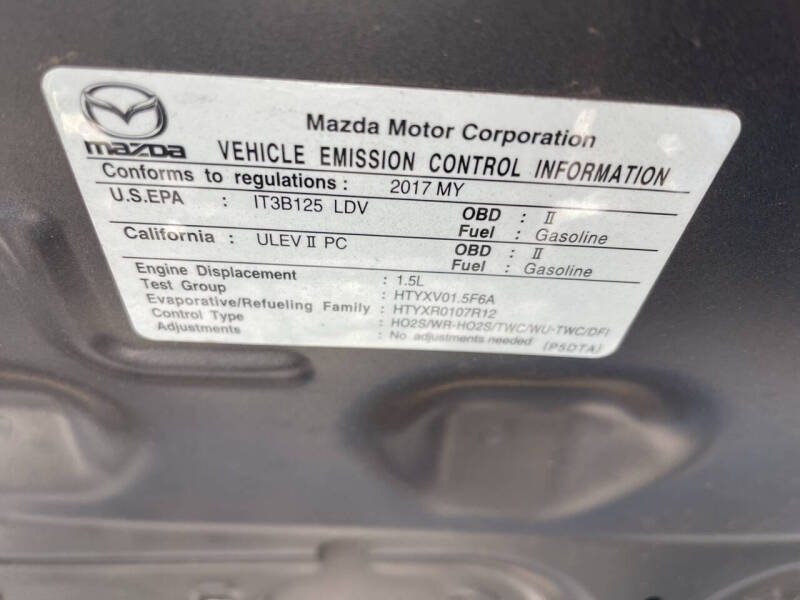 mazda
Mazda Motor Corporation
VEHICLE EMISSION CONTROL INFORMATION
Conforms to regulations : 2017 MY
U.S.EPA : IT3B125 LDV OBD : II
Fuel : Gasoline
California : ULEV II PC OBD : II
Fuel : Gasoline
Engine Displacement : 1.5L
Test Group : HTYXV01.5F6A
Evaporative/Refueling Family : HTYXR0107R12
Control Type : HO2S/WR-HO2S/TWC/WU-TWC/DFI
Adjustments : No adjustments needed
(P5DTA)